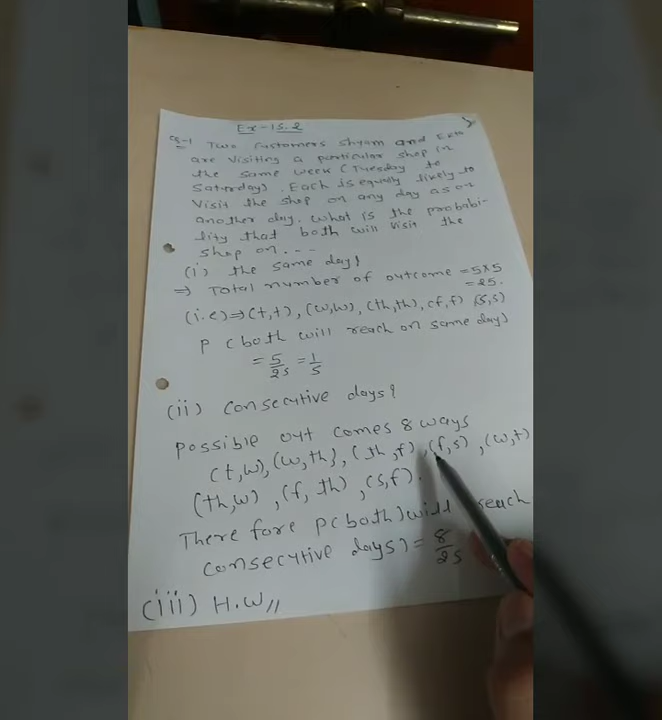 Ex-15.2
Q-1 Two Customers Shyam and Ekta
are visiting a particular shop in
the same week (Tuesday to
Saturday). Each is equally likely to
visit the shop on any day as on
another day. What is the probabi-
lity that both will visit the
shop on...
(i) the same day?
⇒ Total number of outcome = 5×5
= 25.
(i.e) ⇒ (t,t), (w,w), (th,th), (f,f) (s,s)
P (both will reach on same day)
= 5/25 = 1/5
(ii) Consecutive days?
Possible out comes 8 ways
(t,w), (w,th), (th,f), (f,s), (w,t)
(th,w), (f,th), (s,f).
There fore P(both) will reach
consecutive days) = 8/25
(iii) H.W//